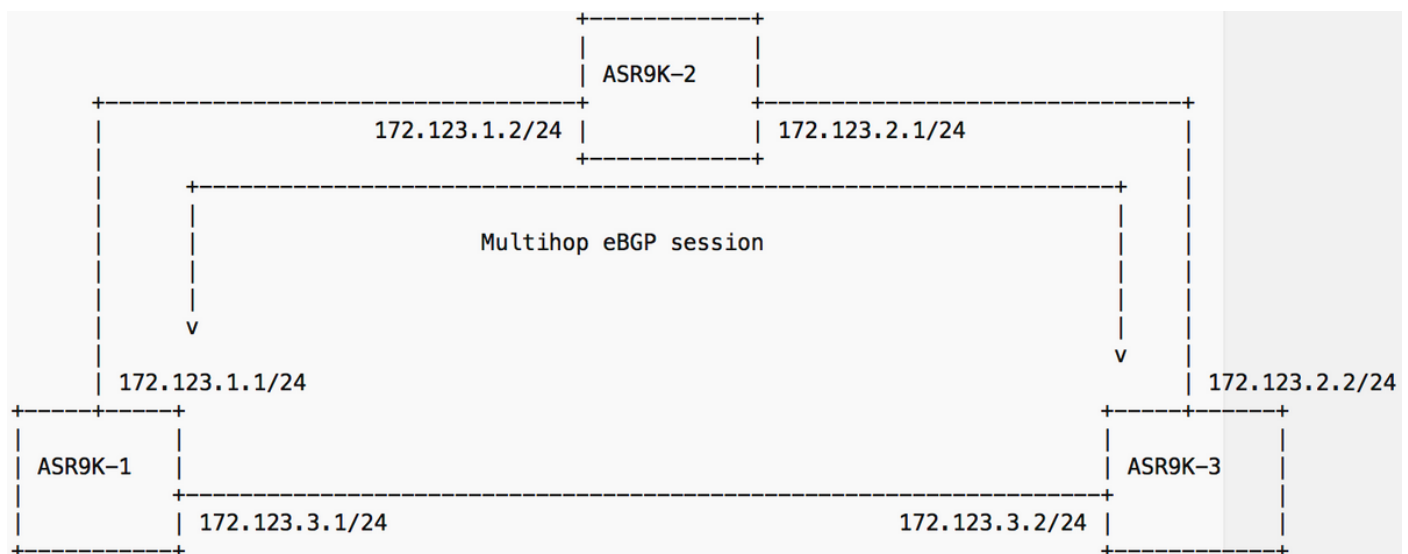 ASR9K-2
172.123.1.2/24 172.123.2.1/24
Multihop eBGP session
v
v
172.123.1.1/24 172.123.2.2/24
ASR9K-1 ASR9K-3
172.123.3.1/24 172.123.3.2/24